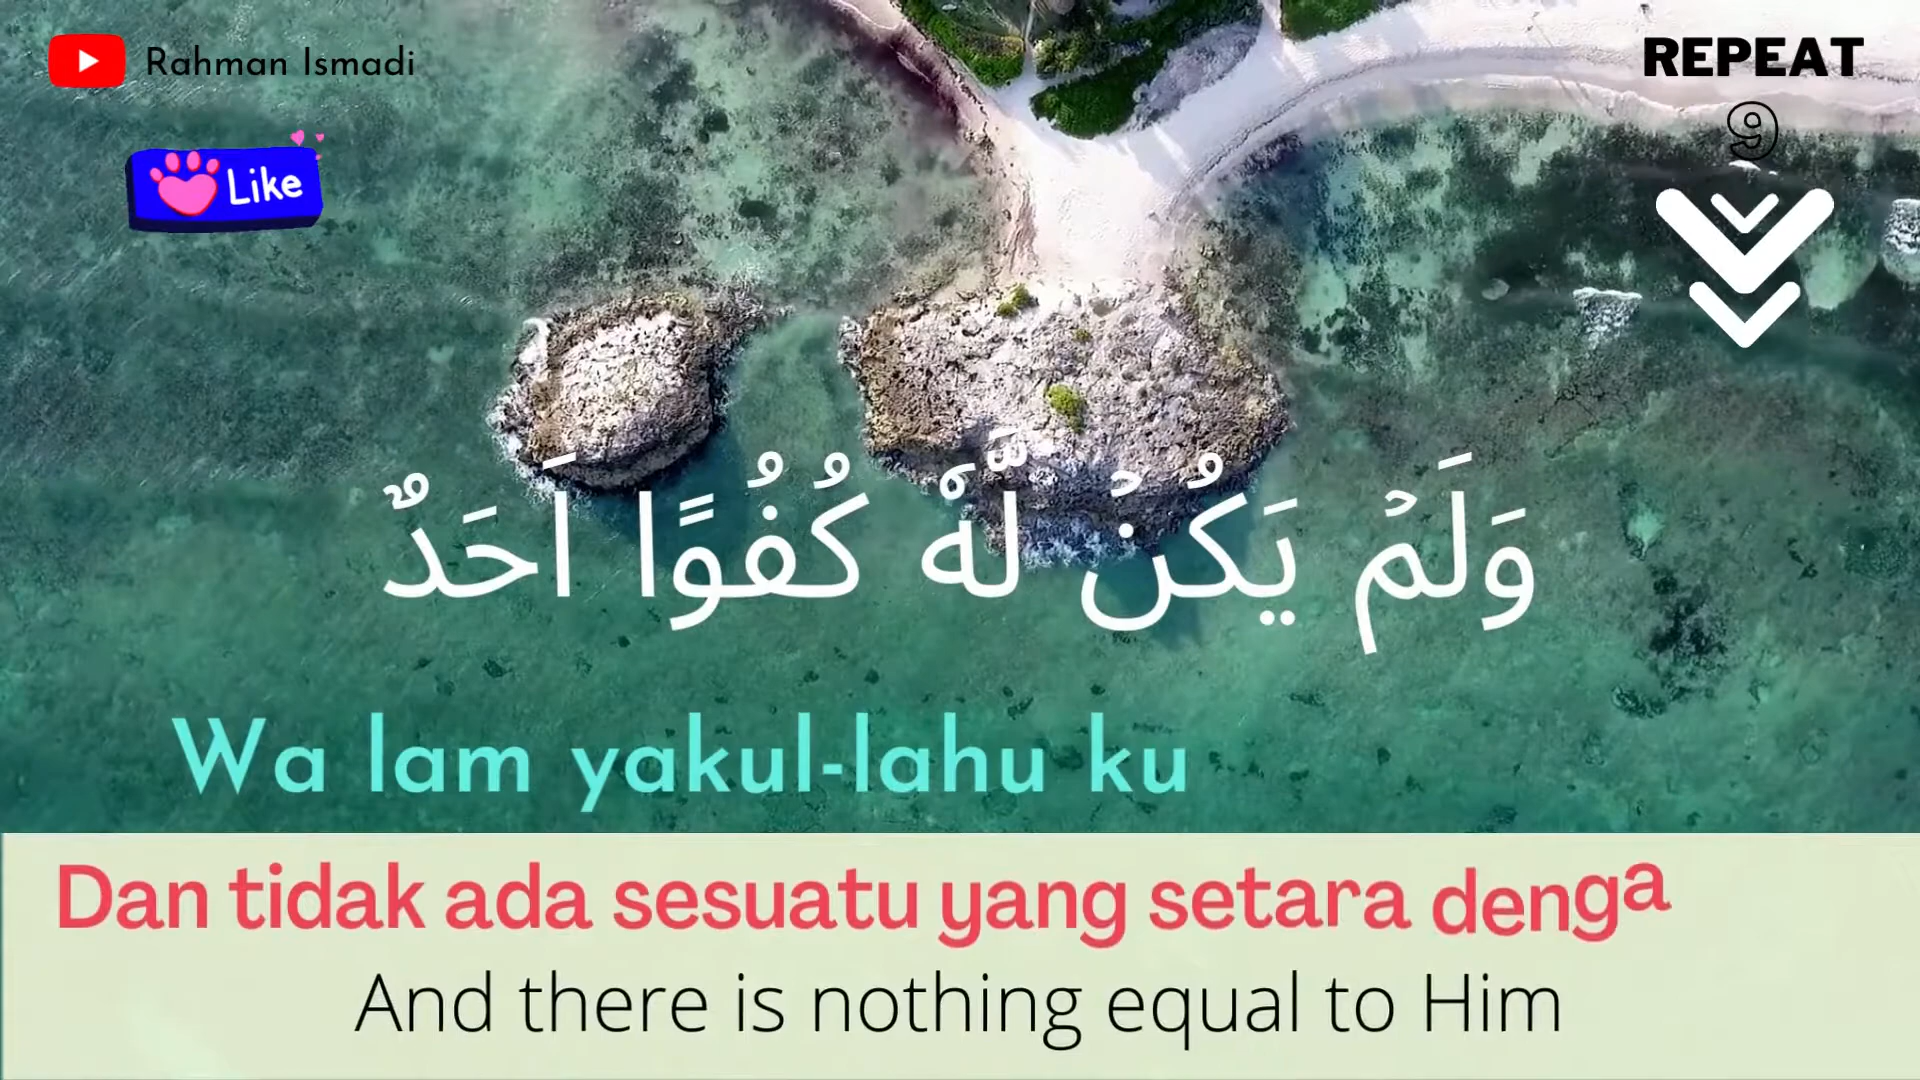 Rahman Ismadi
REPEAT
9
Like
وَلَمْ يَكُنْ لَّهٗ كُفُوًا اَحَدٌ
Wa lam yakul-lahu ku
Dan tidak ada sesuatu yang setara denga
And there is nothing equal to Him